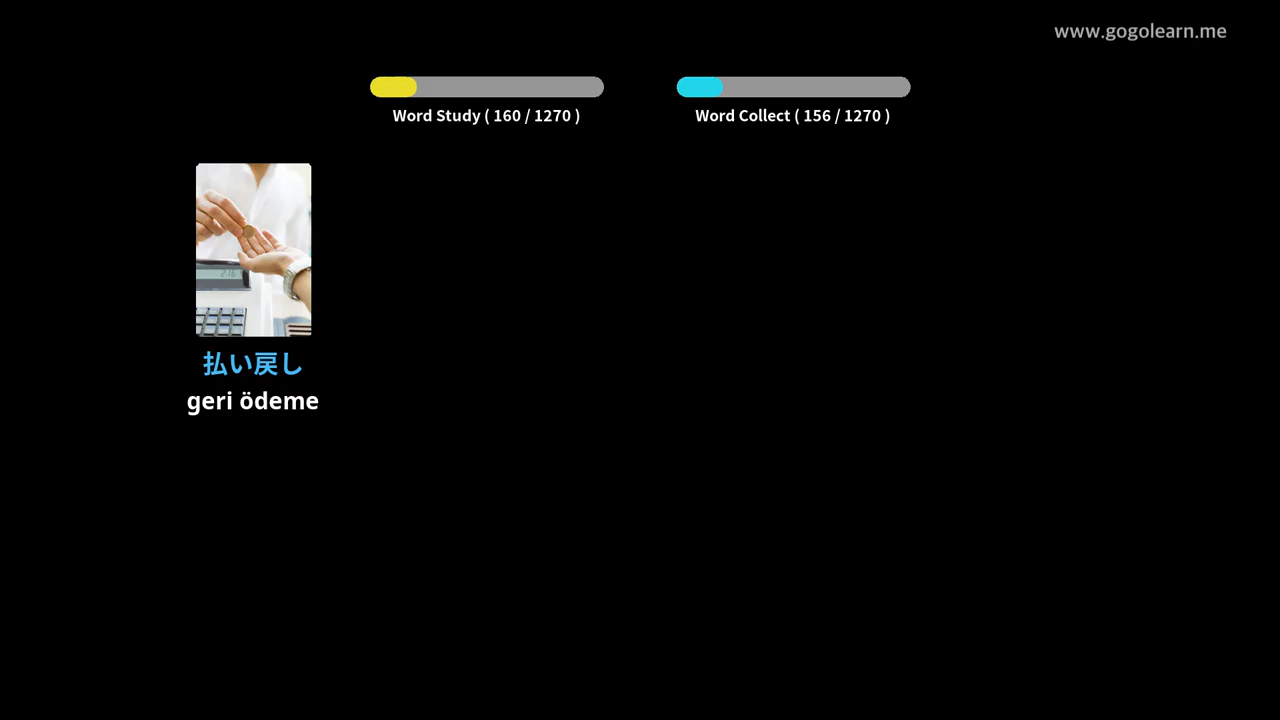 www.gogolearn.me
Word Study ( 160 / 1270 )
Word Collect ( 156 / 1270 )
払い戻し
geri ödeme